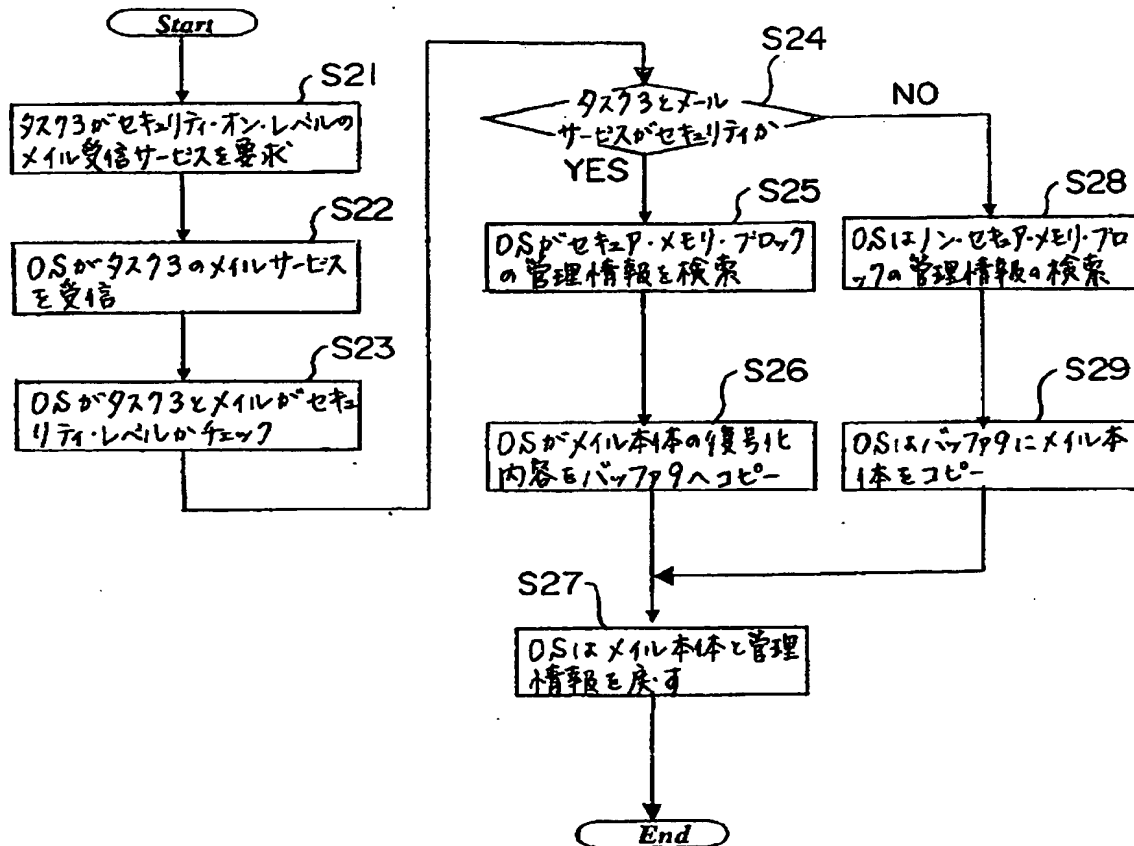 Start
S21
タスク3がセキュリティ・オン・レベルの
メイル受信サービスを要求
S22
OSがタスク3のメイルサービス
を受信
S23
OSがタスク3とメイルがセキュ
リティ・レベルかチェック
S24
タスク3とメール
サービスがセキュリティか
NO
YES
S25
OSがセキュア・メモリ・ブロック
の管理情報を検索
S26
OSがメイル本体の復号化
内容をバッファ9へコピー
S28
OSはノン・セキュア・メモリ・ブロ
ックの管理情報の検索
S29
OSはバッファ9にメイル本
体をコピー
S27
OSはメイル本体と管理
情報を戻す
End